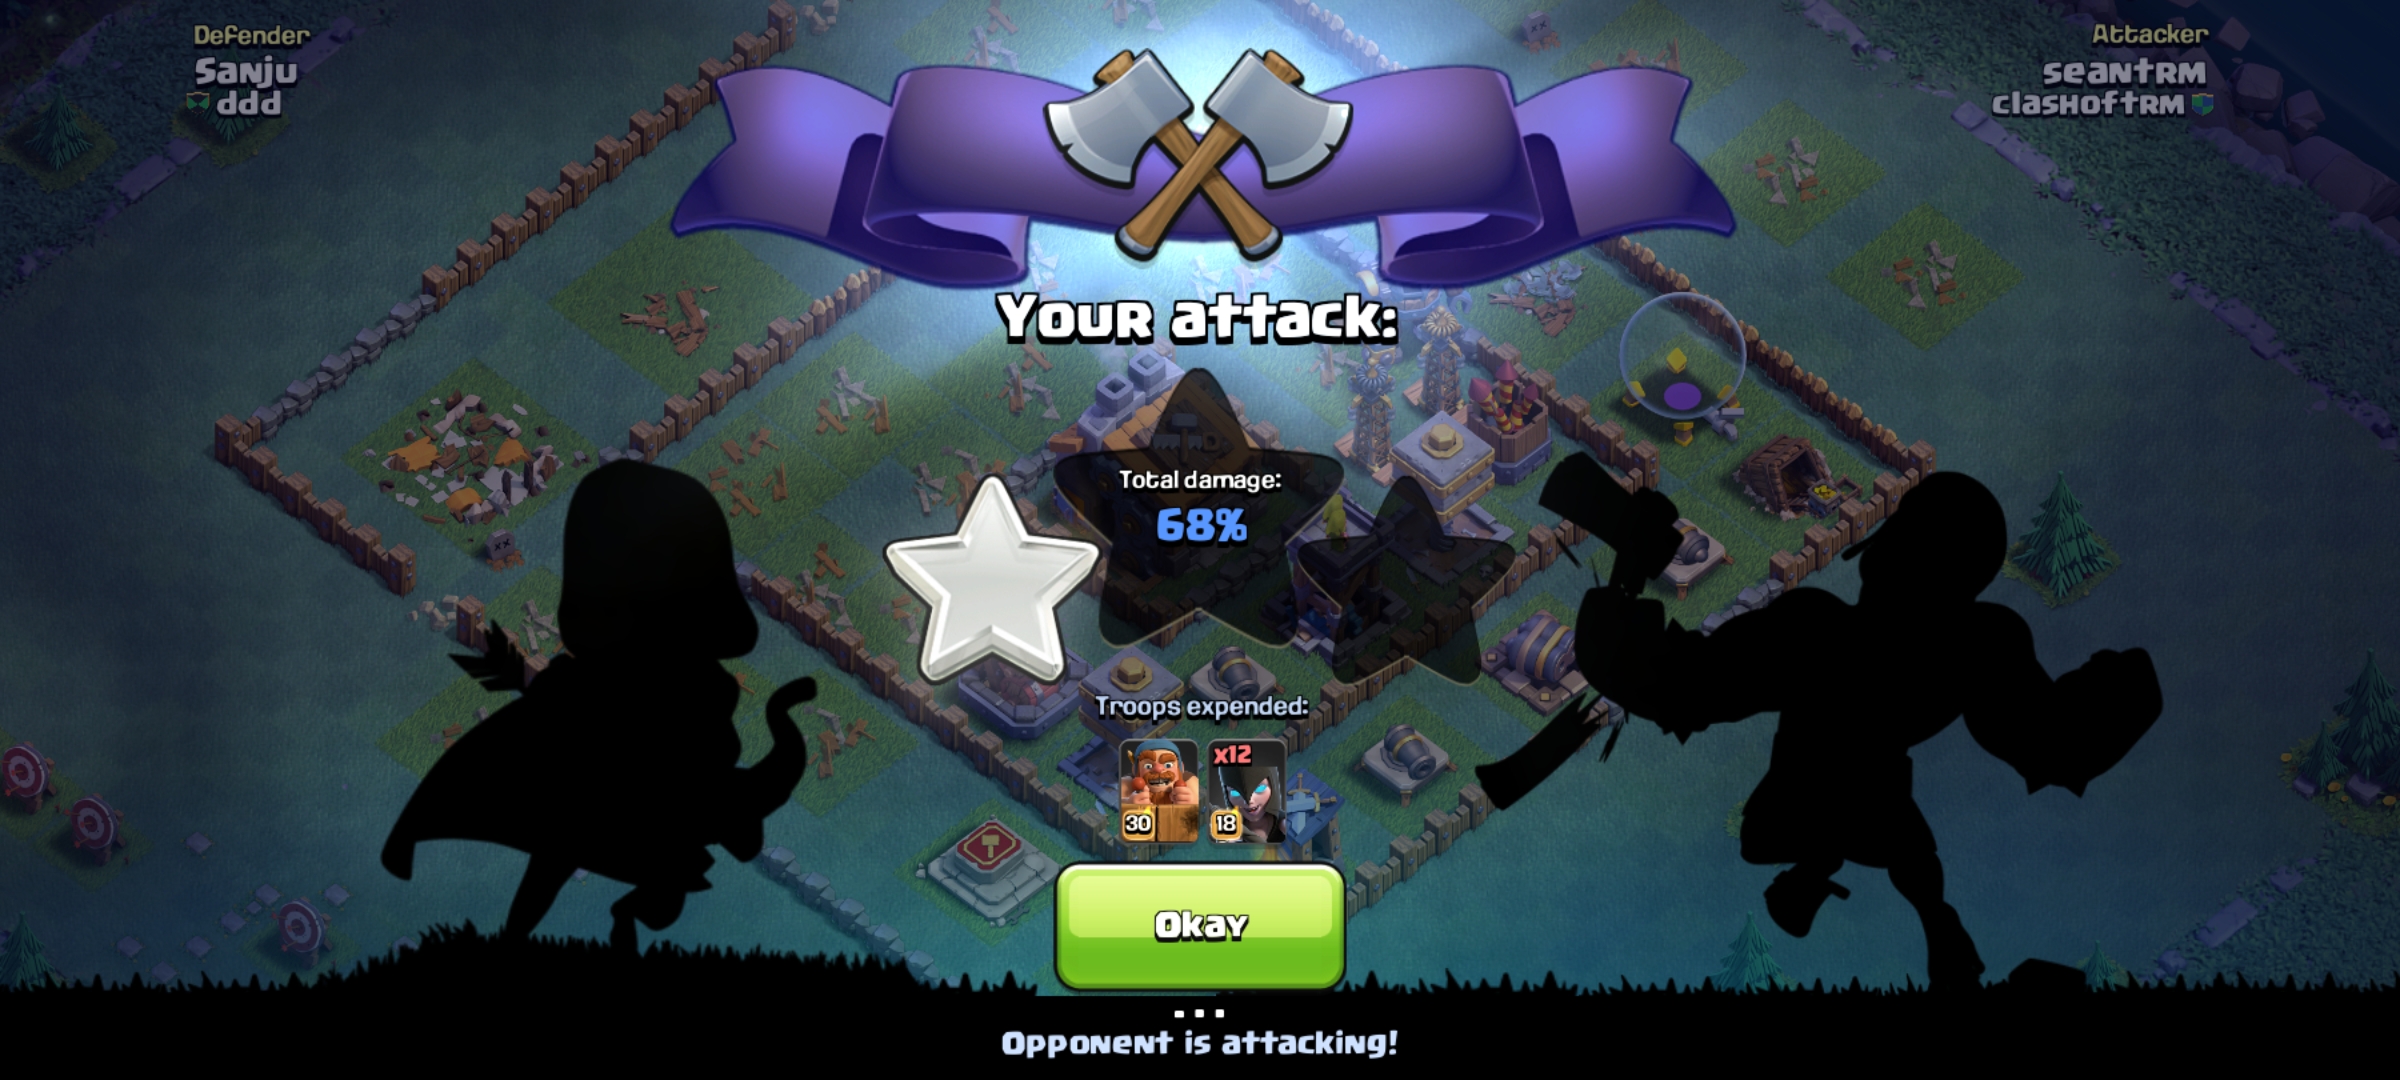 Defender
Sanju
ddd
Attacker
seantRM
clashoftRM
Your attack:
Total damage:
68%
Troops expended:
x12
30
18
Okay
...
Opponent is attacking!